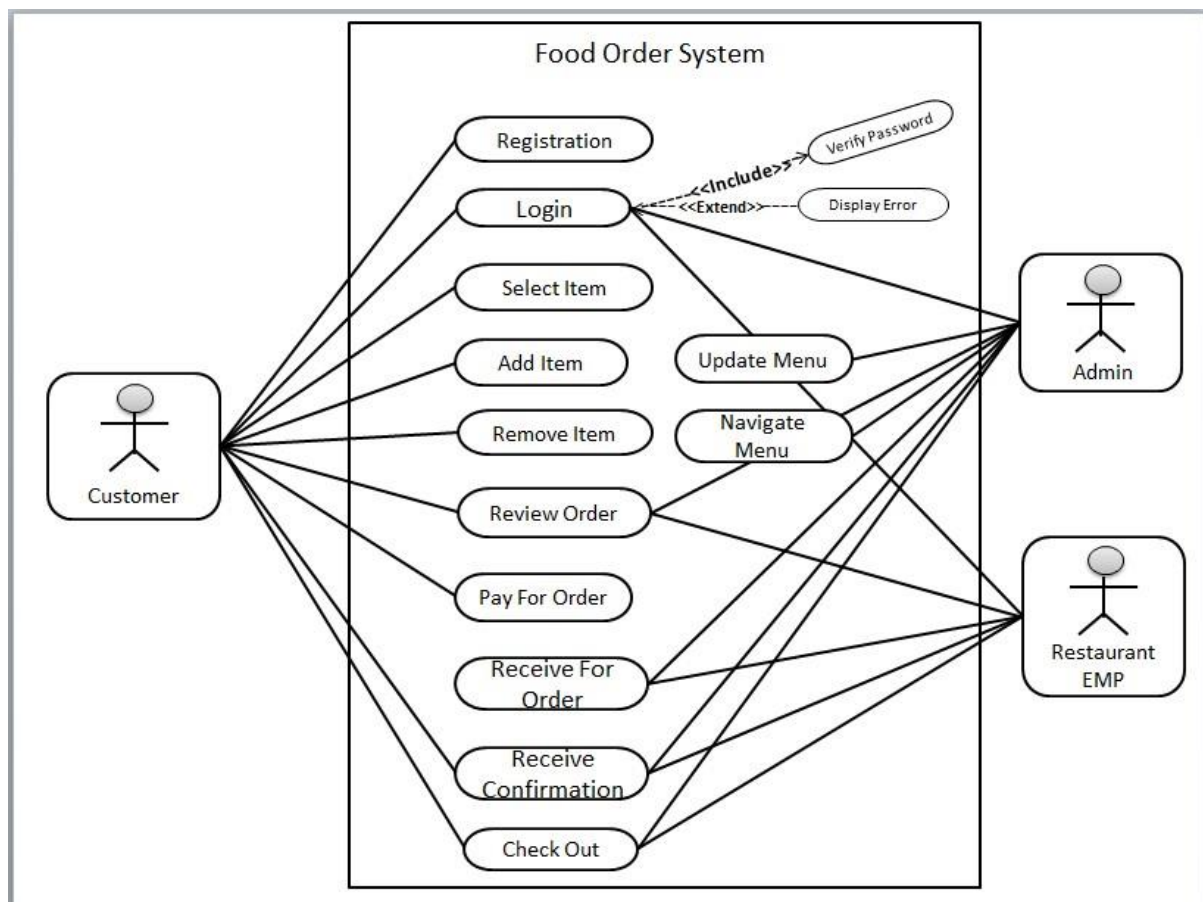 Food Order System
Registration
Verify Password
<<Include>>
Login
<<Extend>>
Display Error
Select Item
Add Item
Update Menu
Admin
Remove Item
Navigate
Menu
Customer
Review Order
Pay For Order
Receive For
Order
Restaurant
EMP
Receive
Confirmation
Check Out